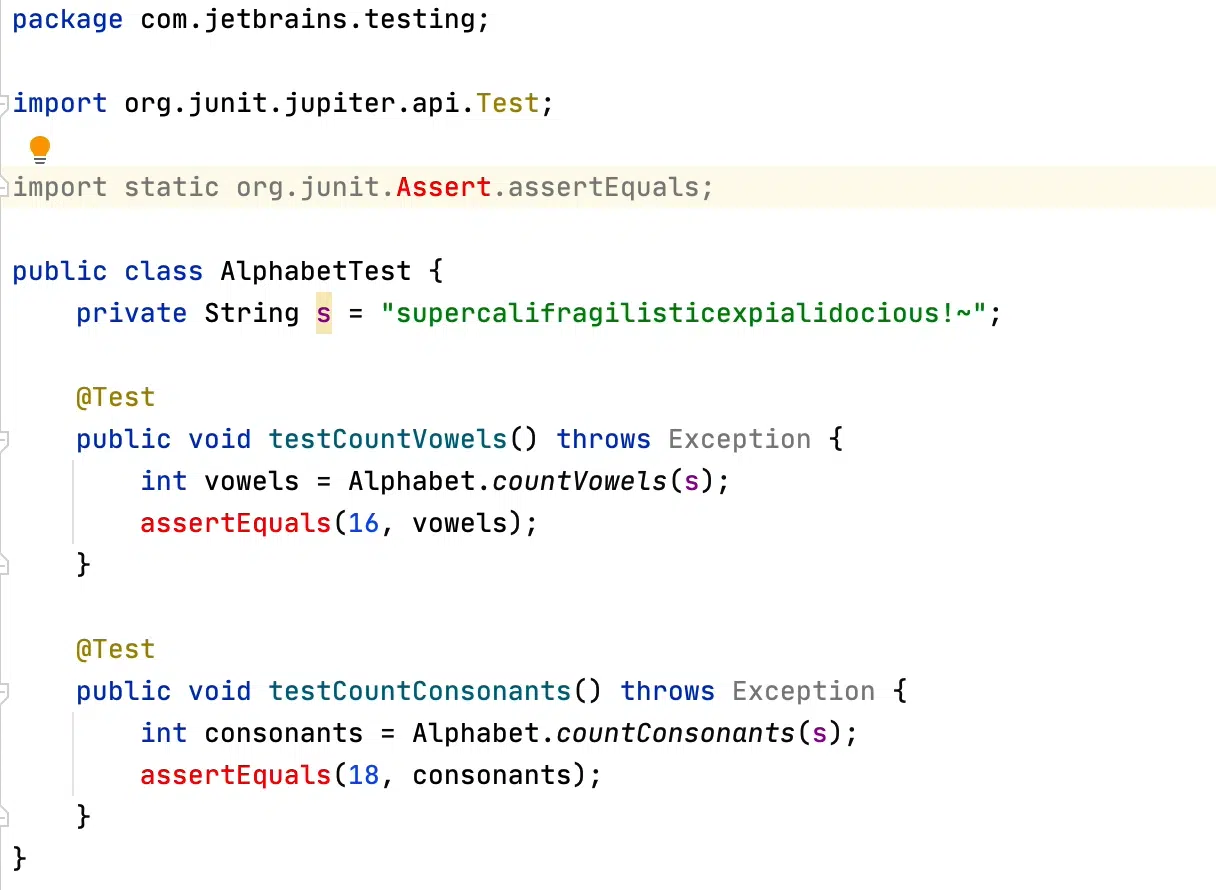 package com.jetbrains.testing;
import org.junit.jupiter.api.Test;
import static org.junit.Assert.assertEquals;
public class AlphabetTest {
private String s = "supercalifragilisticexpialidocious!~";
@Test
public void testCountVowels() throws Exception {
int vowels = Alphabet.countVowels(s);
assertEquals(16, vowels);
}
@Test
public void testCountConsonants() throws Exception {
int consonants = Alphabet.countConsonants(s);
assertEquals(18, consonants);
}
}